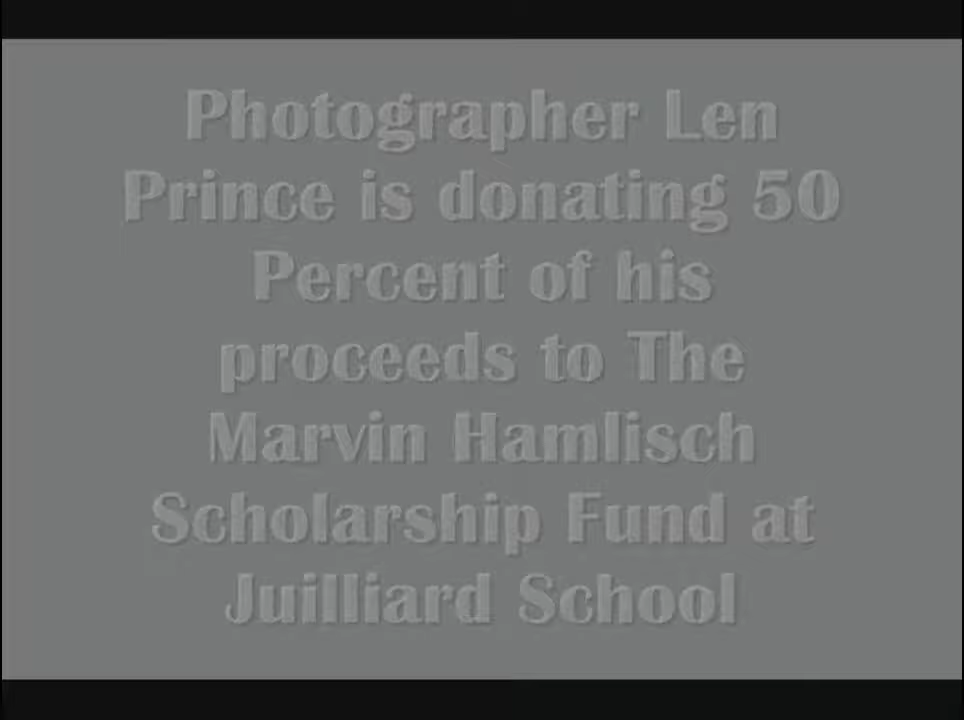 Photographer Len
Prince is donating 50
Percent of his
proceeds to The
Marvin Hamlisch
Scholarship Fund at
Juilliard School